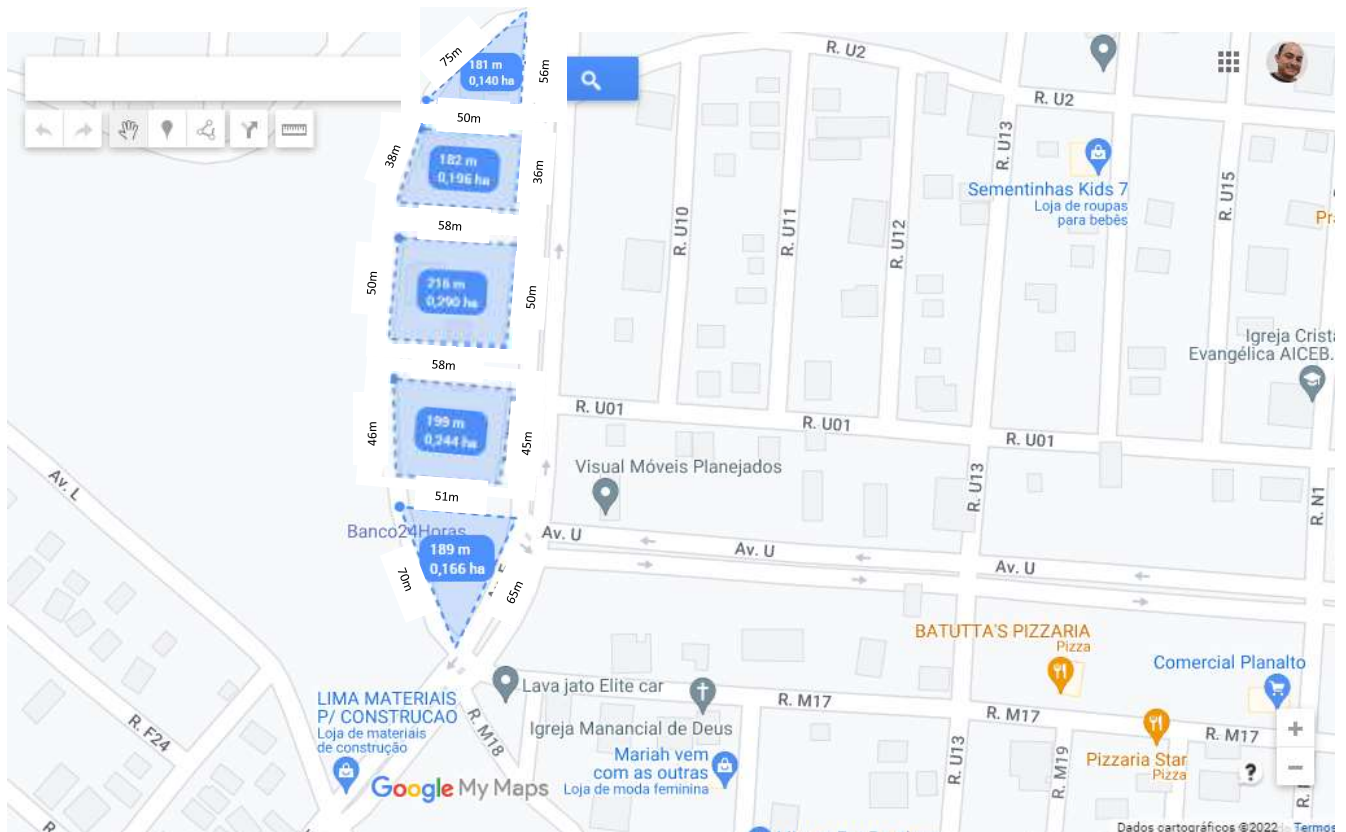 75m
181 m
0,140 ha
56m
50m
38m
182 m
0,196 ha
36m
58m
50m
216 m
0,290 ha
50m
58m
46m
199 m
0,244 ha
45m
51m
Banco24Horas
189 m
0,166 ha
70m
65m
R. U2
R. U2
R. U13
R. U15
Sementinhas Kids 7
Loja de roupas
para bebês
Pr
R. U10
R. U11
R. U12
Igreja Crist
Evangélica AICEB.
R. U01
R. U01
R. U01
Visual Móveis Planejados
R. U13
R. N1
Av. L
Av. U
Av. U
Av. U
BATUTTA'S PIZZARIA
Pizza
Comercial Planalto
Lava jato Elite car
LIMA MATERIAIS
P/ CONSTRUCAO
Loja de materiais
de construção
R. F24
R. M18
Igreja Manancial de Deus
R. M17
R. M17
R. M17
Mariah vem
com as outras
Loja de moda feminina
R. U13
R. M19
Pizzaria Star
Pizza
?
+
−
Google My Maps
R.
R.
Dados cartográficos ©2022
Termos